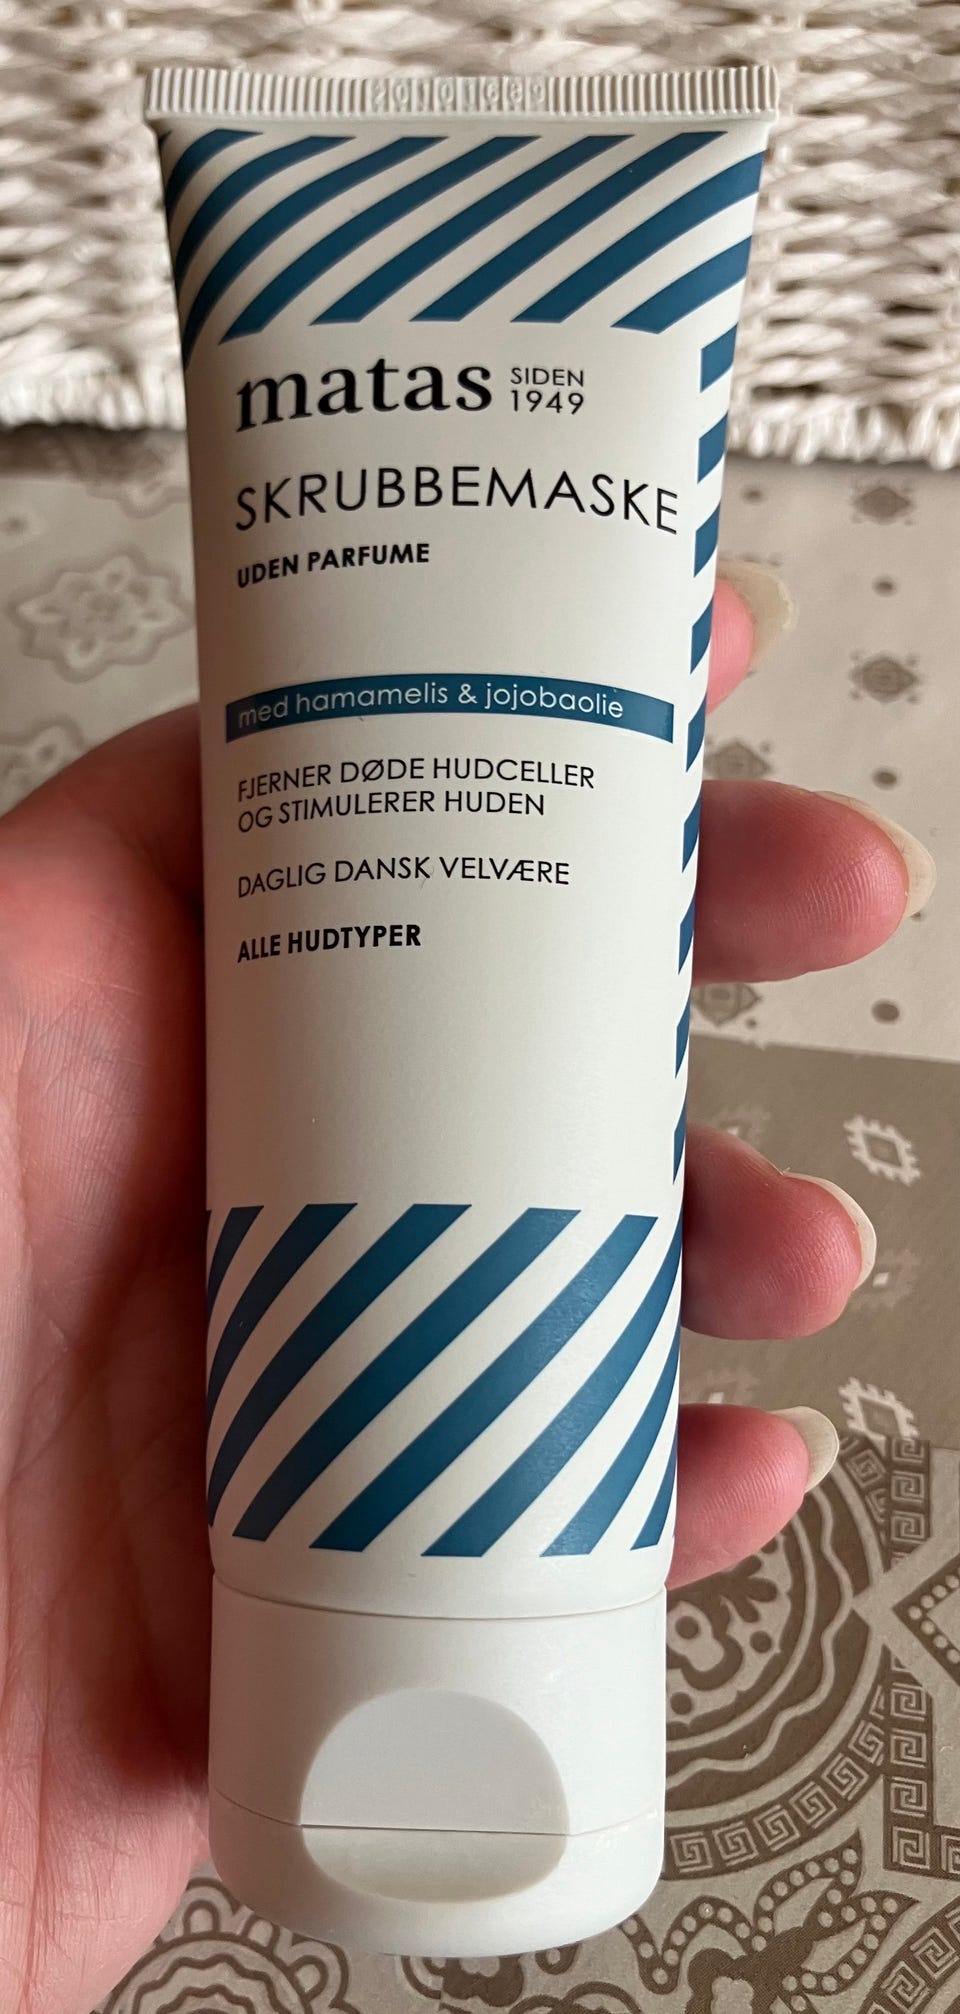 matas SIDEN 1949
SKRUBBEMASKE
UDEN PARFUME
med hamamelis & jojobaolie
FJERNER DØDE HUDCELLER
OG STIMULERER HUDEN
DAGLIG DANSK VELVÆRE
ALLE HUDTYPER